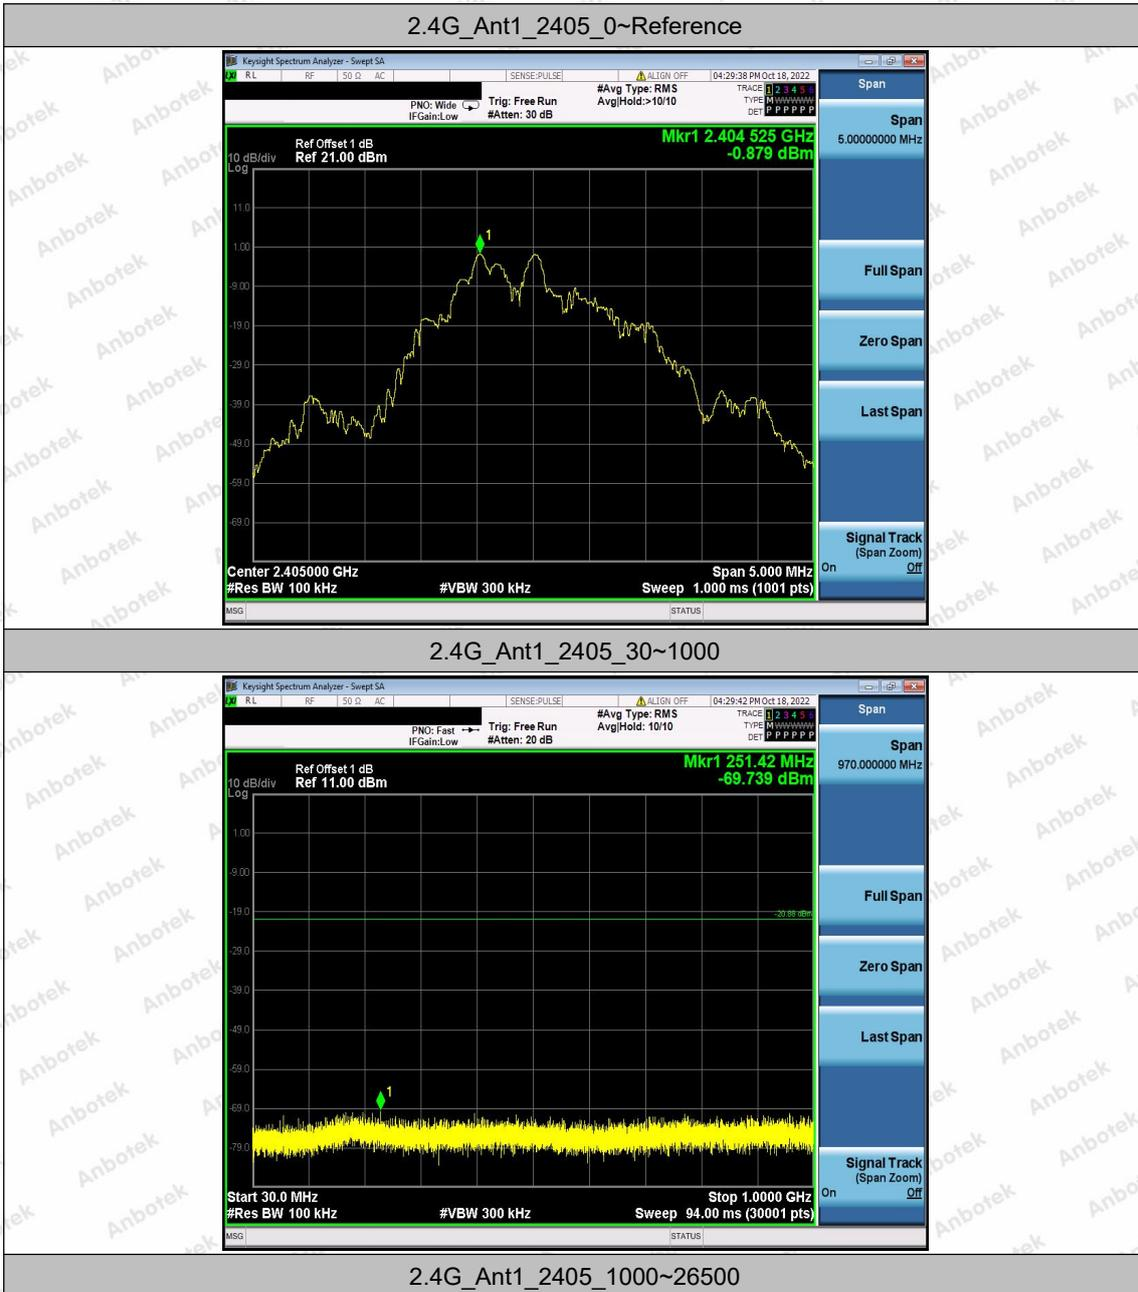 2.4G_Ant1_2405_0~Reference
Keysight Spectrum Analyzer - Swept SA
LXI RL RF 50 Ω AC SENSE:PULSE ALIGN OFF 04:29:38 PM Oct 18, 2022
PNO: Wide
IFGain:Low
Trig: Free Run
#Atten: 30 dB
#Avg Type: RMS
Avg|Hold:>10/10
TRACE 1 2 3 4 5 6
TYPE M WWWWW
DET P P P P P P
Ref Offset 1 dB
Ref 21.00 dBm
10 dB/div
Log
Mkr1 2.404 525 GHz
-0.879 dBm
11.0
1.00
-9.00
-19.0
-29.0
-39.0
-49.0
-59.0
-69.0
1
Center 2.405000 GHz
Span 5.000 MHz
#Res BW 100 kHz
#VBW 300 kHz
Sweep 1.000 ms (1001 pts)
MSG
STATUS
Span
Span
5.00000000 MHz
Full Span
Zero Span
Last Span
Signal Track
(Span Zoom)
On Off
2.4G_Ant1_2405_30~1000
Keysight Spectrum Analyzer - Swept SA
LXI RL RF 50 Ω AC SENSE:PULSE ALIGN OFF 04:29:42 PM Oct 18, 2022
PNO: Fast
IFGain:Low
Trig: Free Run
#Atten: 20 dB
#Avg Type: RMS
Avg|Hold: 10/10
TRACE 1 2 3 4 5 6
TYPE M WWWWW
DET P P P P P P
Ref Offset 1 dB
Ref 11.00 dBm
10 dB/div
Log
Mkr1 251.42 MHz
-69.739 dBm
1.00
-9.00
-19.0
-29.0
-39.0
-49.0
-59.0
-69.0
-79.0
-20.88 dBm
1
Start 30.0 MHz
Stop 1.0000 GHz
#Res BW 100 kHz
#VBW 300 kHz
Sweep 94.00 ms (30001 pts)
MSG
STATUS
Span
Span
970.000000 MHz
Full Span
Zero Span
Last Span
Signal Track
(Span Zoom)
On Off
2.4G_Ant1_2405_1000~26500
Anbotek